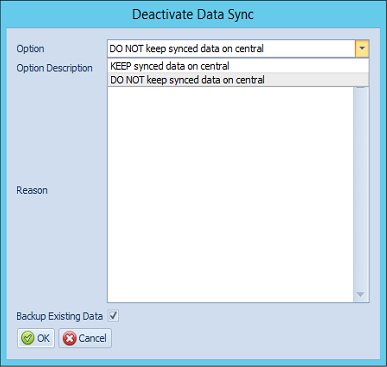 Deactivate Data Sync
Option DO NOT keep synced data on central
Option Description KEEP synced data on central
DO NOT keep synced data on central
Reason
Backup Existing Data
OK Cancel